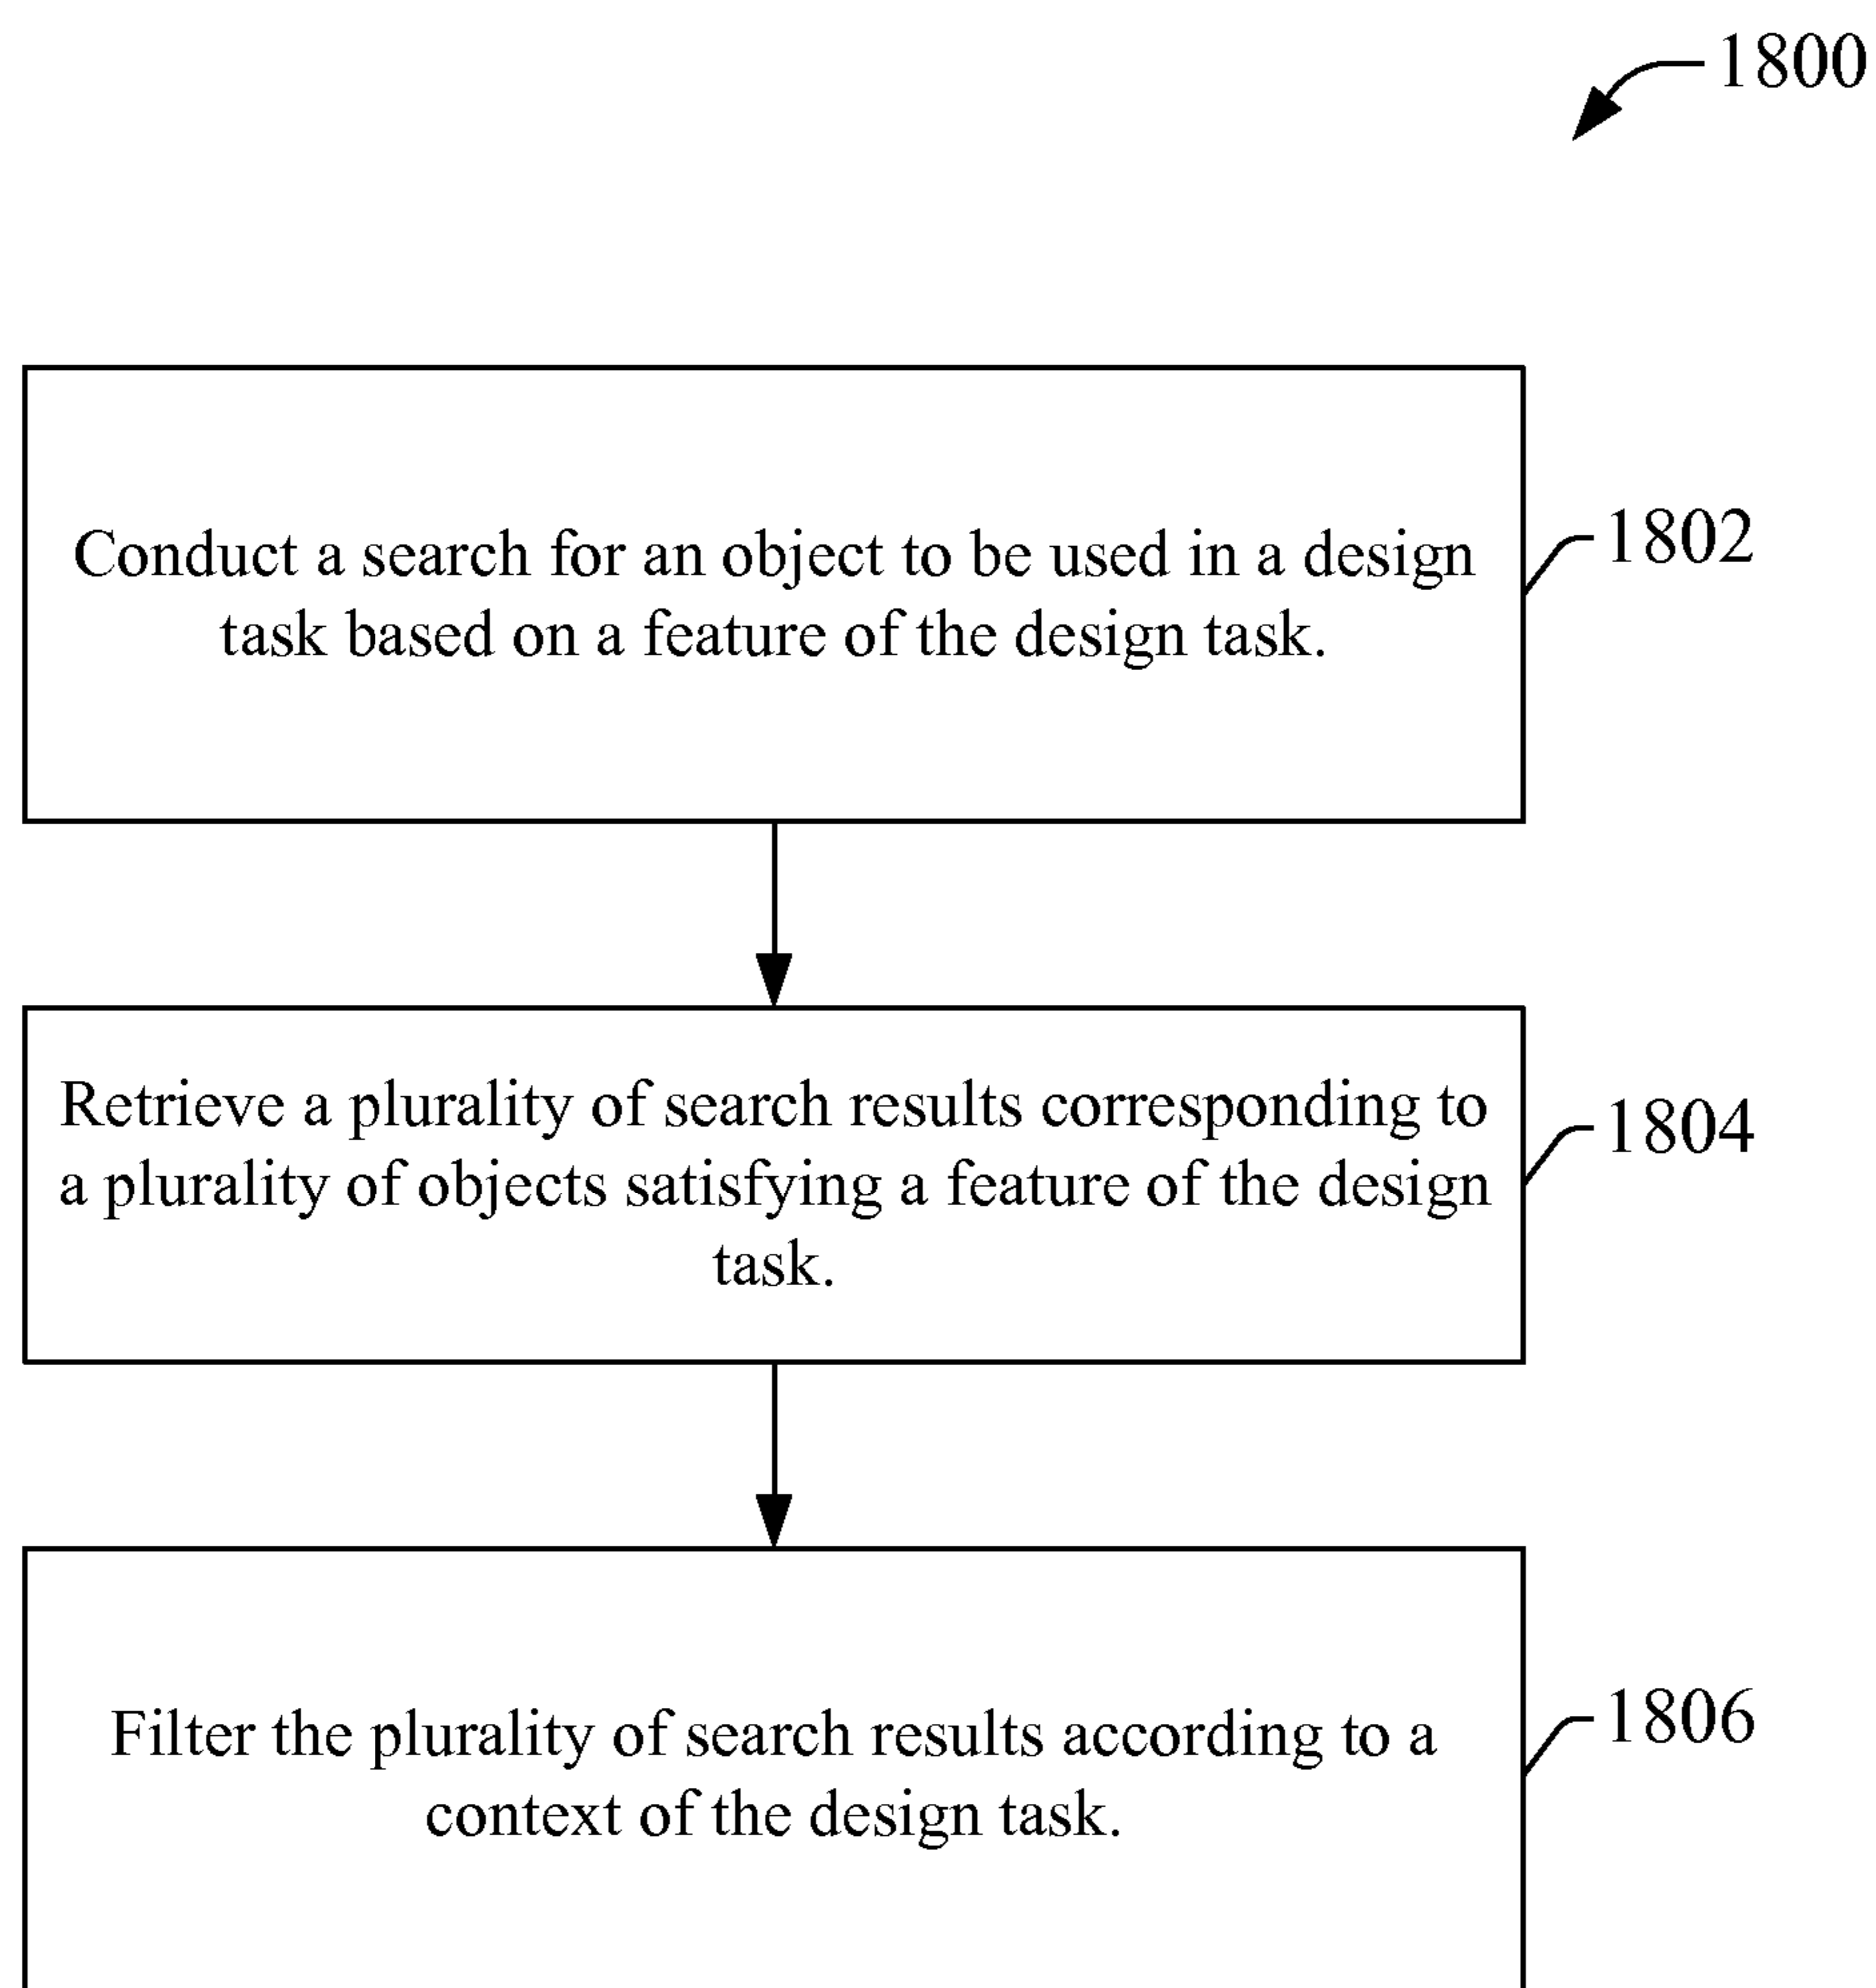 1800
Conduct a search for an object to be used in a design
task based on a feature of the design task.
1802
Retrieve a plurality of search results corresponding to
a plurality of objects satisfying a feature of the design
task.
1804
Filter the plurality of search results according to a
context of the design task.
1806